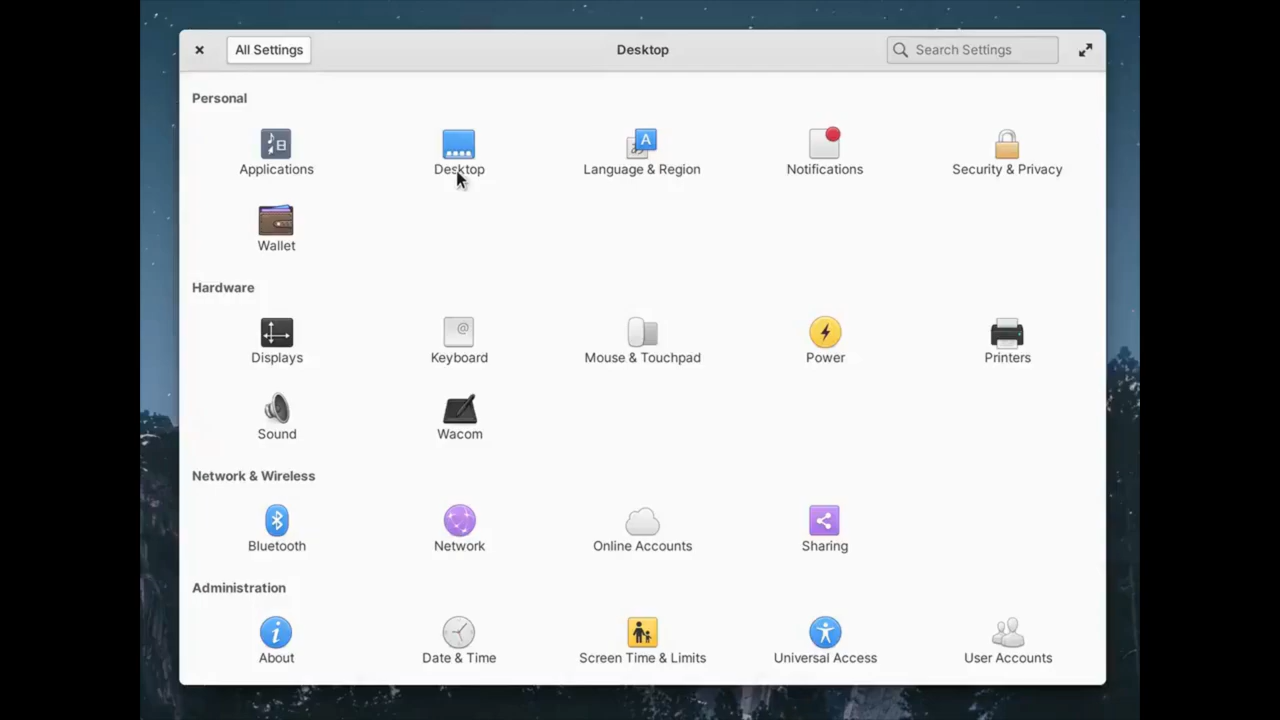 All Settings Desktop Search Settings
Personal
Applications Desktop Language & Region Notifications Security & Privacy
Wallet
Hardware
Displays Keyboard Mouse & Touchpad Power Printers
Sound Wacom
Network & Wireless
Bluetooth Network Online Accounts Sharing
Administration
About Date & Time Screen Time & Limits Universal Access User Accounts